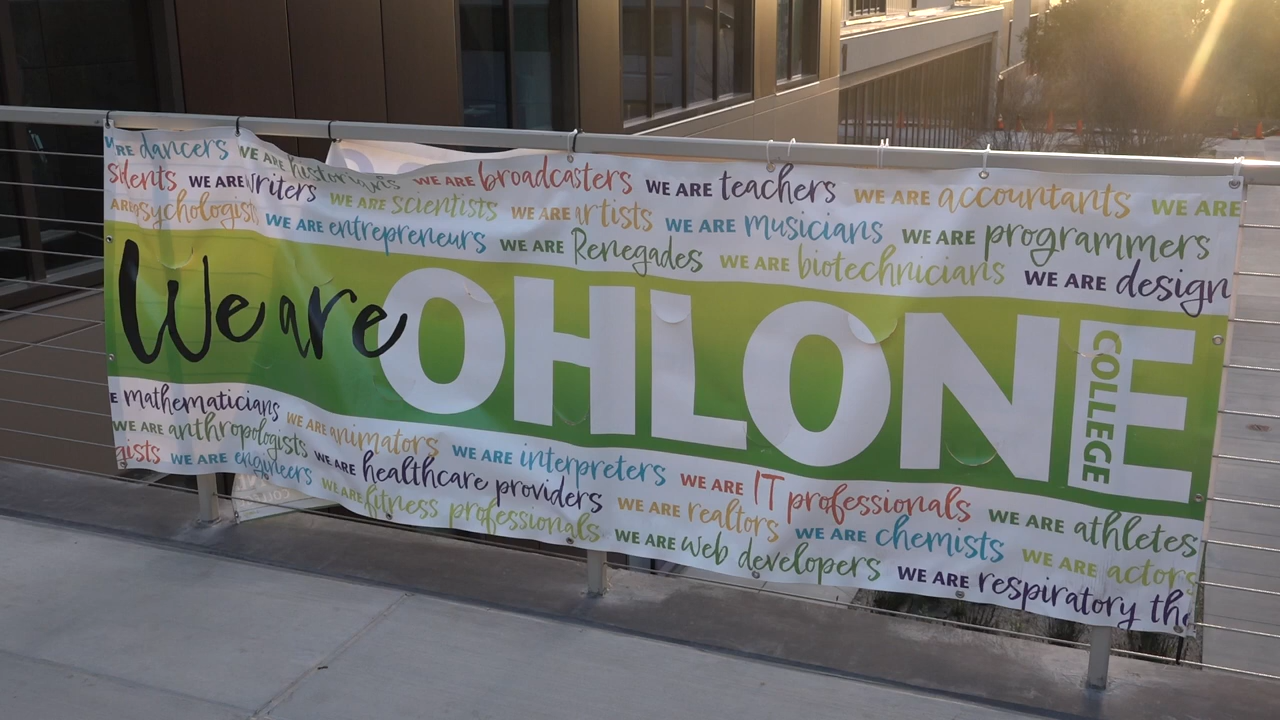 WE ARE dancers WE ARE historians WE ARE broadcasters WE ARE teachers WE ARE accountants WE ARE
WE ARE writers WE ARE scientists WE ARE artists WE ARE musicians WE ARE programmers
ARE psychologists WE ARE entrepreneurs WE ARE Renegades WE ARE biotechnicians WE ARE design
We are OHLONE COLLEGE
E mathematicians WE ARE animators WE ARE interpreters WE ARE IT professionals WE ARE athletes
WE ARE anthropologists WE ARE healthcare providers WE ARE realtors WE ARE chemists WE ARE actors
gists WE ARE engineers WE ARE fitness professionals WE ARE web developers WE ARE respiratory the